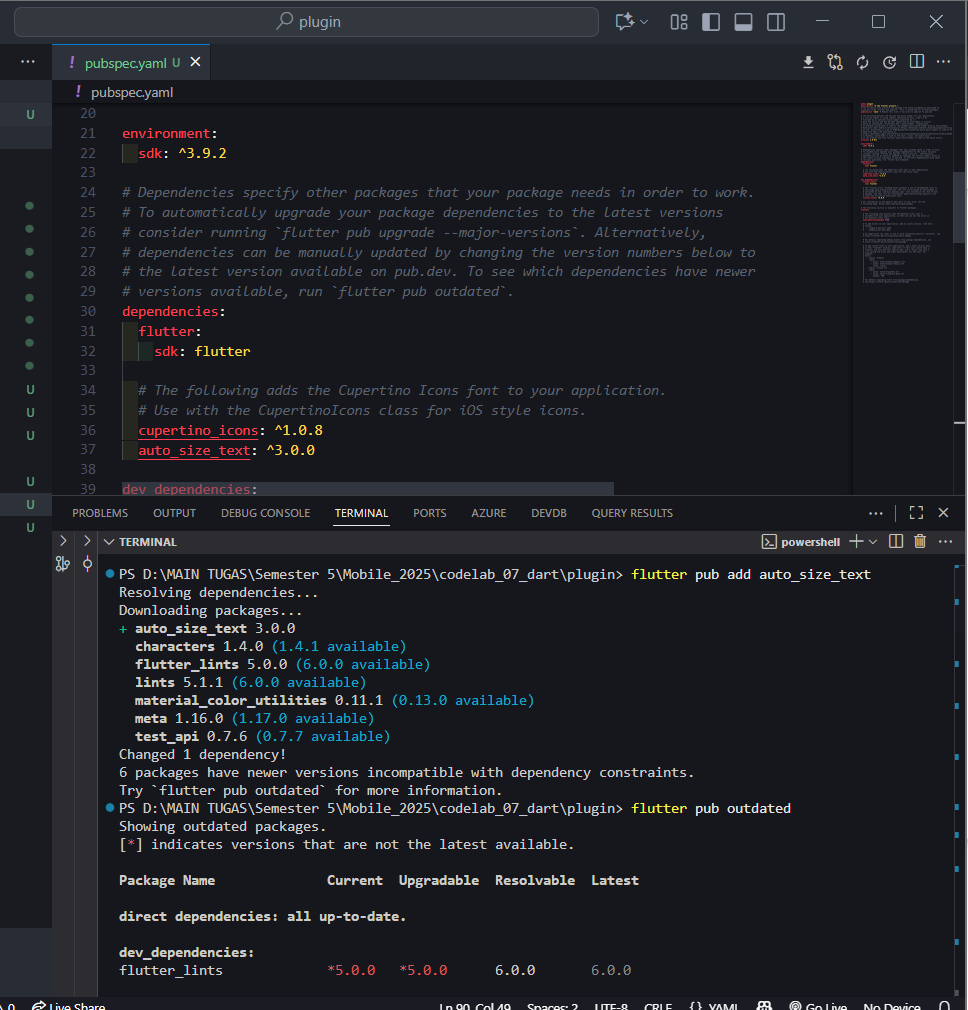 plugin
pubspec.yaml U
pubspec.yaml
20
21 environment:
22 sdk: ^3.9.2
23
24 # Dependencies specify other packages that your package needs in order to work.
25 # To automatically upgrade your package dependencies to the latest versions
26 # consider running `flutter pub upgrade --major-versions`. Alternatively,
27 # dependencies can be manually updated by changing the version numbers below to
28 # the latest version available on pub.dev. To see which dependencies have newer
29 # versions available, run `flutter pub outdated`.
30 dependencies:
31 flutter:
32 sdk: flutter
33
34 # The following adds the Cupertino Icons font to your application.
35 # Use with the CupertinoIcons class for iOS style icons.
36 cupertino_icons: ^1.0.8
37 auto_size_text: ^3.0.0
38
39 dev_dependencies:
U
U
U
U
U
U
U
PROBLEMS OUTPUT DEBUG CONSOLE TERMINAL PORTS AZURE DEVDB QUERY RESULTS
TERMINAL powershell
PS D:\MAIN TUGAS\Semester 5\Mobile_2025\codelab_07_dart\plugin> flutter pub add auto_size_text
Resolving dependencies...
Downloading packages...
+ auto_size_text 3.0.0
characters 1.4.0 (1.4.1 available)
flutter_lints 5.0.0 (6.0.0 available)
lints 5.1.1 (6.0.0 available)
material_color_utilities 0.11.1 (0.13.0 available)
meta 1.16.0 (1.17.0 available)
test_api 0.7.6 (0.7.7 available)
Changed 1 dependency!
6 packages have newer versions incompatible with dependency constraints.
Try `flutter pub outdated` for more information.
PS D:\MAIN TUGAS\Semester 5\Mobile_2025\codelab_07_dart\plugin> flutter pub outdated
Showing outdated packages.
[*] indicates versions that are not the latest available.
Package Name Current Upgradable Resolvable Latest
direct dependencies: all up-to-date.
dev_dependencies:
flutter_lints *5.0.0 *5.0.0 6.0.0 6.0.0
0 Live Share Ln 90, Col 49 Spaces: 2 UTF-8 CRLF {} YAML Go Live No Device